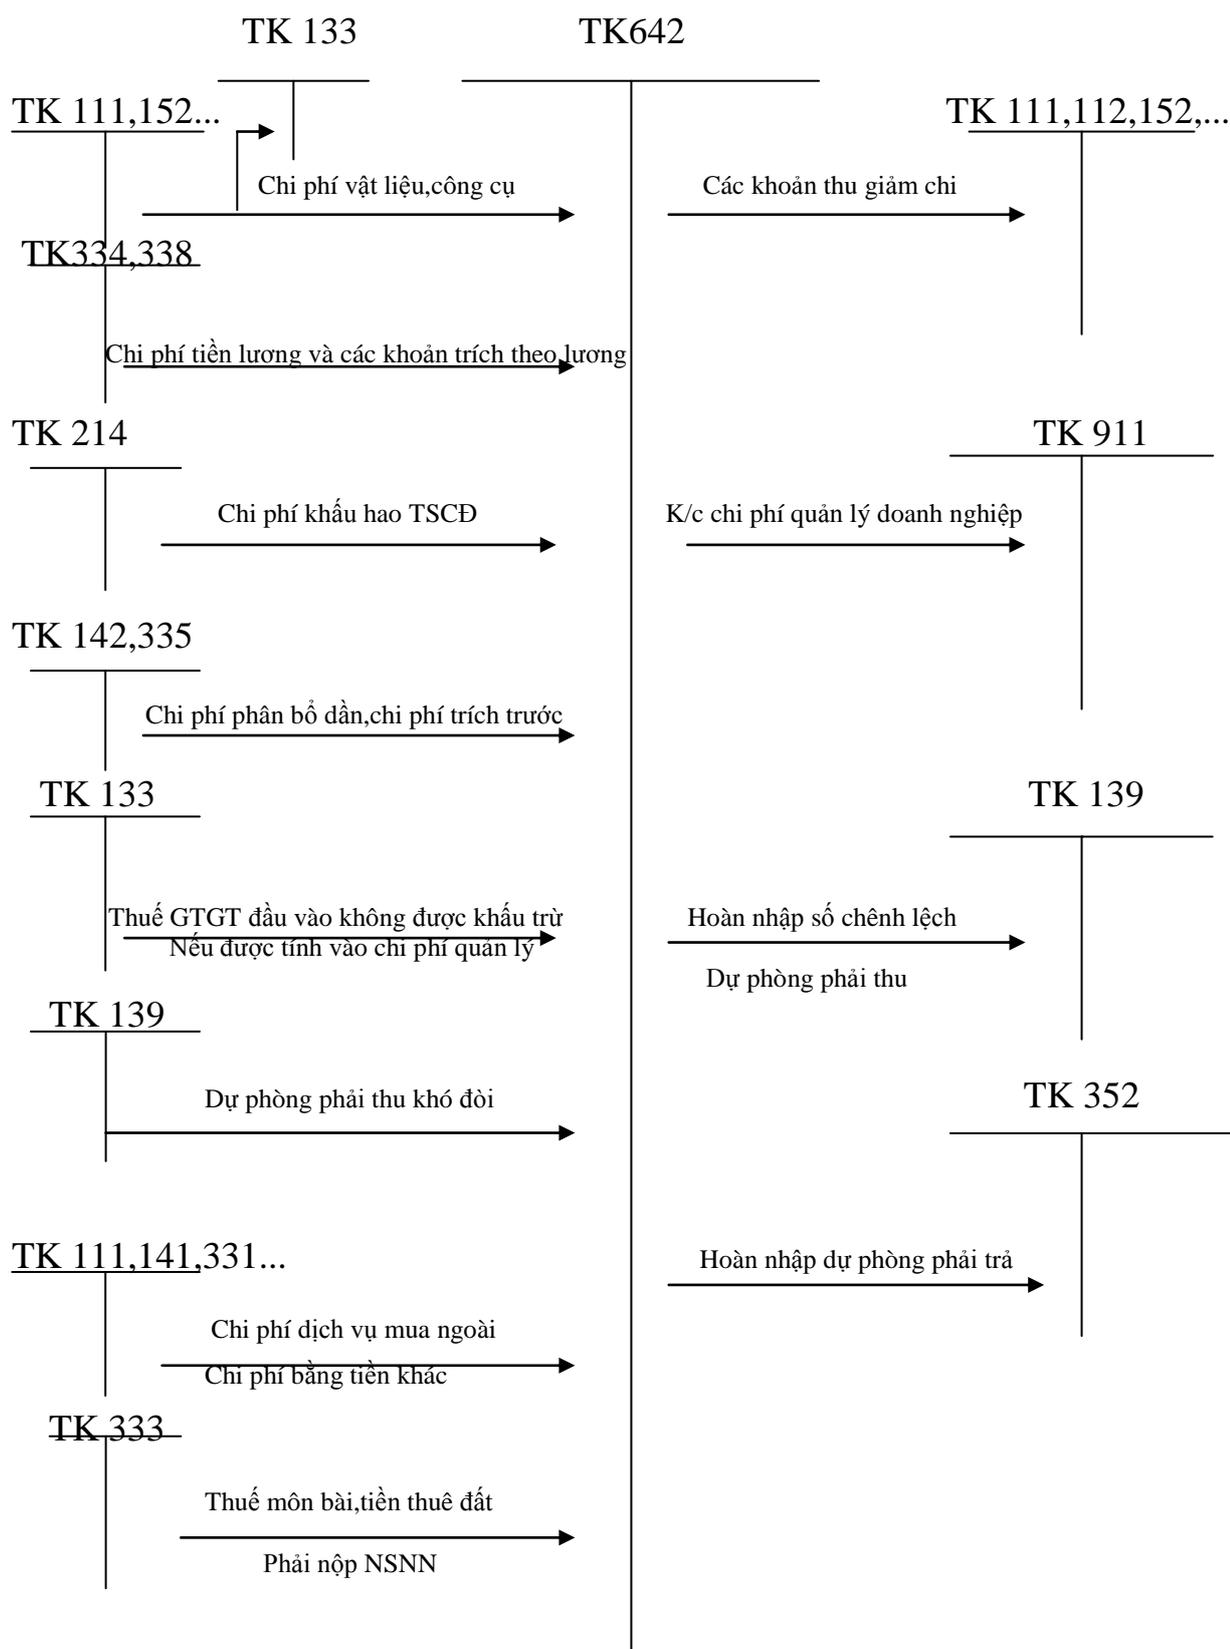 TK 133
TK642
TK 111,152...
TK 111,112,152,...
Chi phí vật liệu,công cụ
Các khoản thu giảm chi
TK334,338
Chi phí tiền lương và các khoản trích theo lương
TK 214
TK 911
Chi phí khấu hao TSCĐ
K/c chi phí quản lý doanh nghiệp
TK 142,335
Chi phí phân bổ dần,chi phí trích trước
TK 133
TK 139
Thuế GTGT đầu vào không được khấu trừ
Nếu được tính vào chi phí quản lý
Hoàn nhập số chênh lệch
Dự phòng phải thu
TK 139
Dự phòng phải thu khó đòi
TK 352
TK 111,141,331...
Hoàn nhập dự phòng phải trả
Chi phí dịch vụ mua ngoài
Chi phí bằng tiền khác
TK 333
Thuế môn bài,tiền thuê đất
Phải nộp NSNN